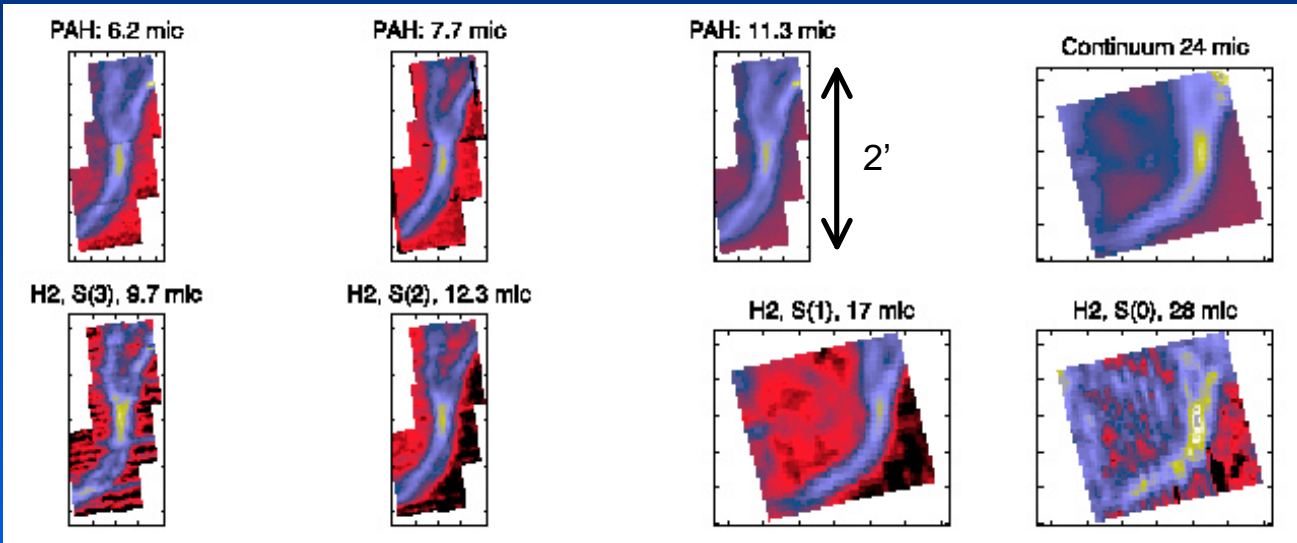 PAH: 6.2 mic
PAH: 7.7 mic
PAH: 11.3 mic
Continuum 24 mic
2’
H2, S(3), 9.7 mic
H2, S(2), 12.3 mic
H2, S(1), 17 mic
H2, S(0), 28 mic